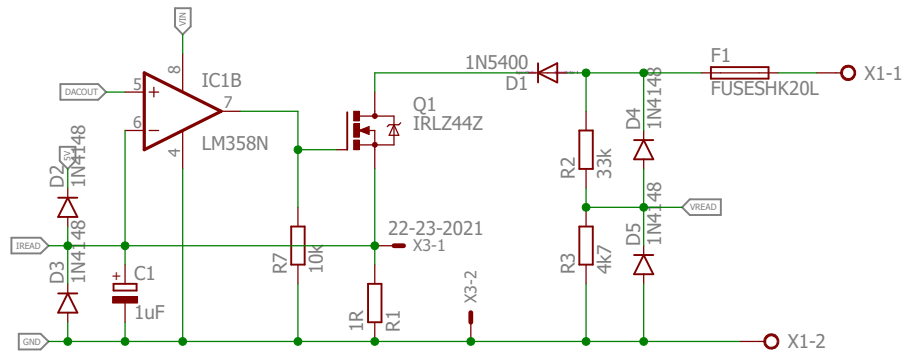 VIN
1N5400
F1
8
IC1B
D1
X1-1
DACOUT
5
+
7
Q1
FUSESHK20L
6
IRLZ44Z
D4
1N4148
LM358N
4
5V
D2
1N4148
R2
33k
VREAD
22-23-2021
IREAD
X3-1
D3
1N4148
+
C1
R7
10k
R3
4k7
D5
1N4148
1uF
1R
R1
X3-2
GND
X1-2